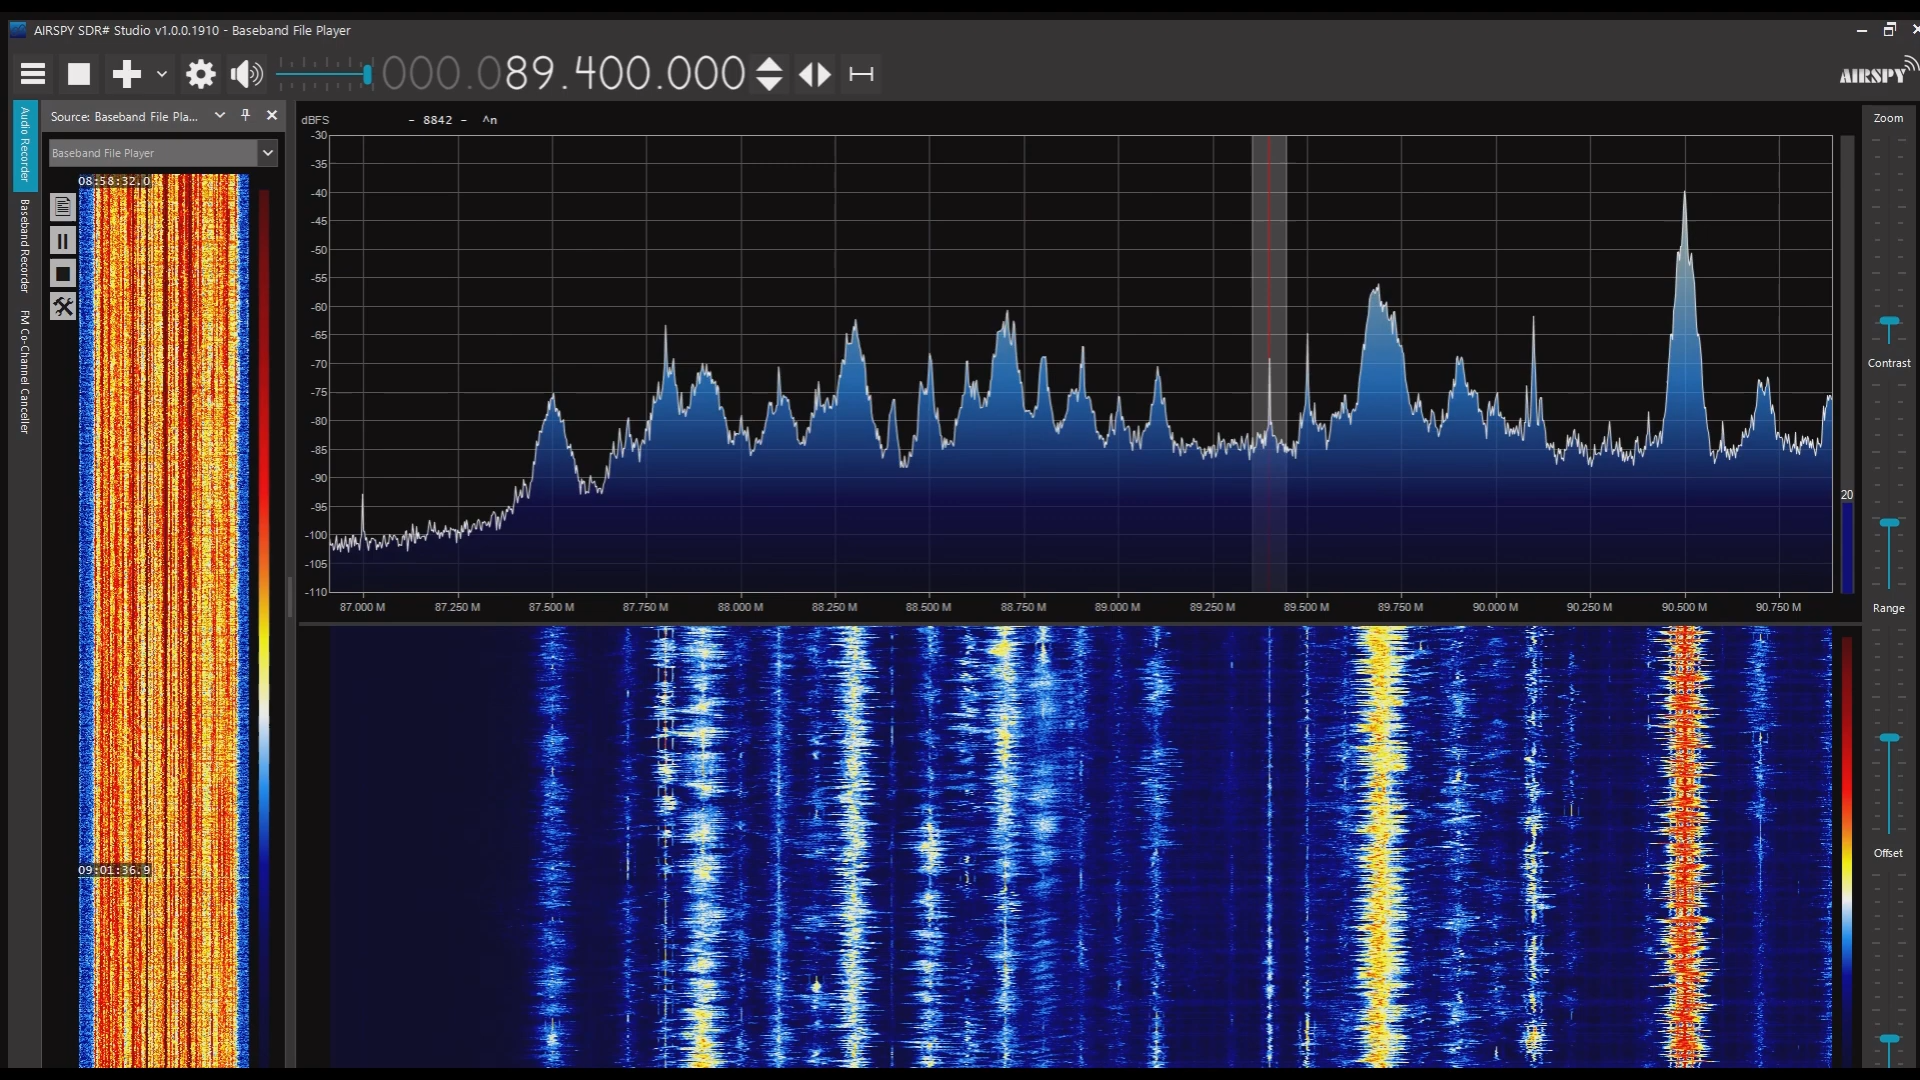 AIRSPY SDR# Studio v1.0.0.1910 - Baseband File Player
000.089.400.000
AIRSPY
Audio Recorder
Baseband Recorder
FM Co-Channel Canceller
Source: Baseband File Pla...
Baseband File Player
08:58:32.0
09:01:36.9
dBFS
- 8842 - ^n
-30
-35
-40
-45
-50
-55
-60
-65
-70
-75
-80
-85
-90
-95
-100
-105
-110
87.000 M 87.250 M 87.500 M 87.750 M 88.000 M 88.250 M 88.500 M 88.750 M 89.000 M 89.250 M 89.500 M 89.750 M 90.000 M 90.250 M 90.500 M 90.750 M
20
Zoom
Contrast
Range
Offset